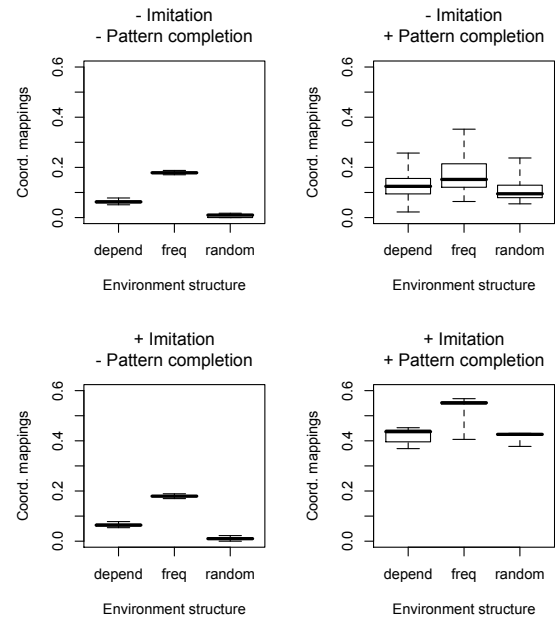 - Imitation
- Pattern completion
Coord. mappings
0.0
0.2
0.4
0.6
depend
freq
random
Environment structure
- Imitation
+ Pattern completion
Coord. mappings
0.0
0.2
0.4
0.6
depend
freq
random
Environment structure
+ Imitation
- Pattern completion
Coord. mappings
0.0
0.2
0.4
0.6
depend
freq
random
Environment structure
+ Imitation
+ Pattern completion
Coord. mappings
0.0
0.2
0.4
0.6
depend
freq
random
Environment structure